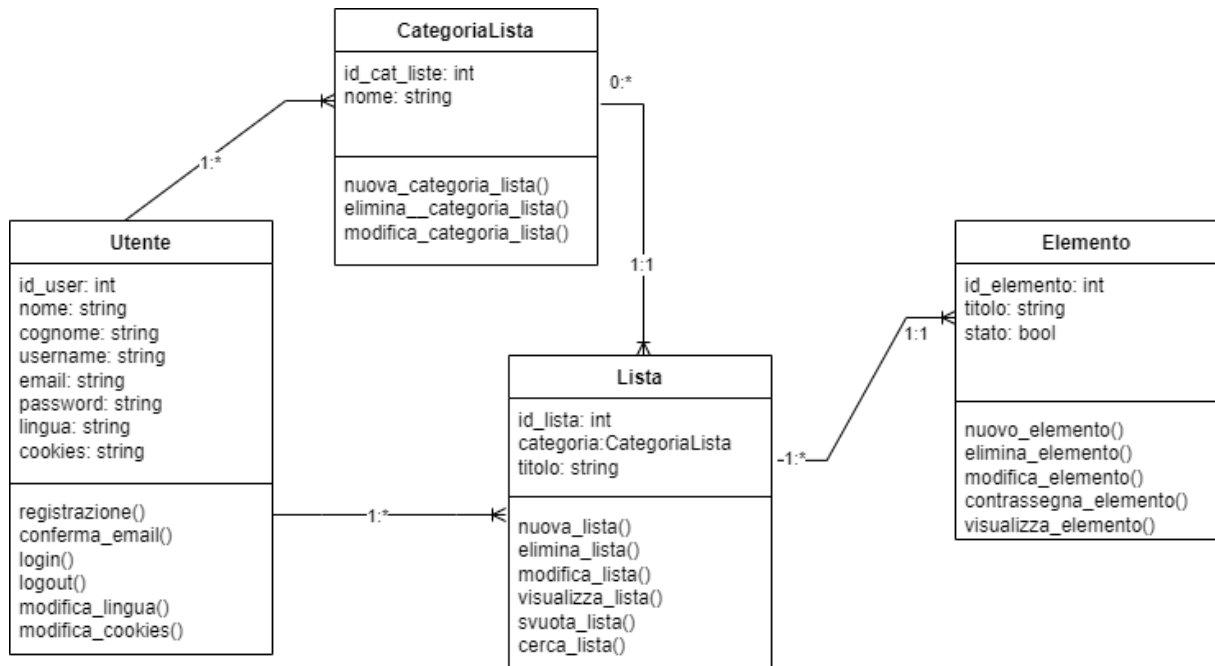 CategoriaLista
id_cat_liste: int
nome: string
nuova_categoria_lista()
elimina__categoria_lista()
modifica_categoria_lista()
0:*
1:*
1:1
Utente
id_user: int
nome: string
cognome: string
username: string
email: string
password: string
lingua: string
cookies: string
registrazione()
conferma_email()
login()
logout()
modifica_lingua()
modifica_cookies()
1:*
Lista
id_lista: int
categoria:CategoriaLista
titolo: string
nuova_lista()
elimina_lista()
modifica_lista()
visualizza_lista()
svuota_lista()
cerca_lista()
-1:*
1:1
Elemento
id_elemento: int
titolo: string
stato: bool
nuovo_elemento()
elimina_elemento()
modifica_elemento()
contrassegna_elemento()
visualizza_elemento()